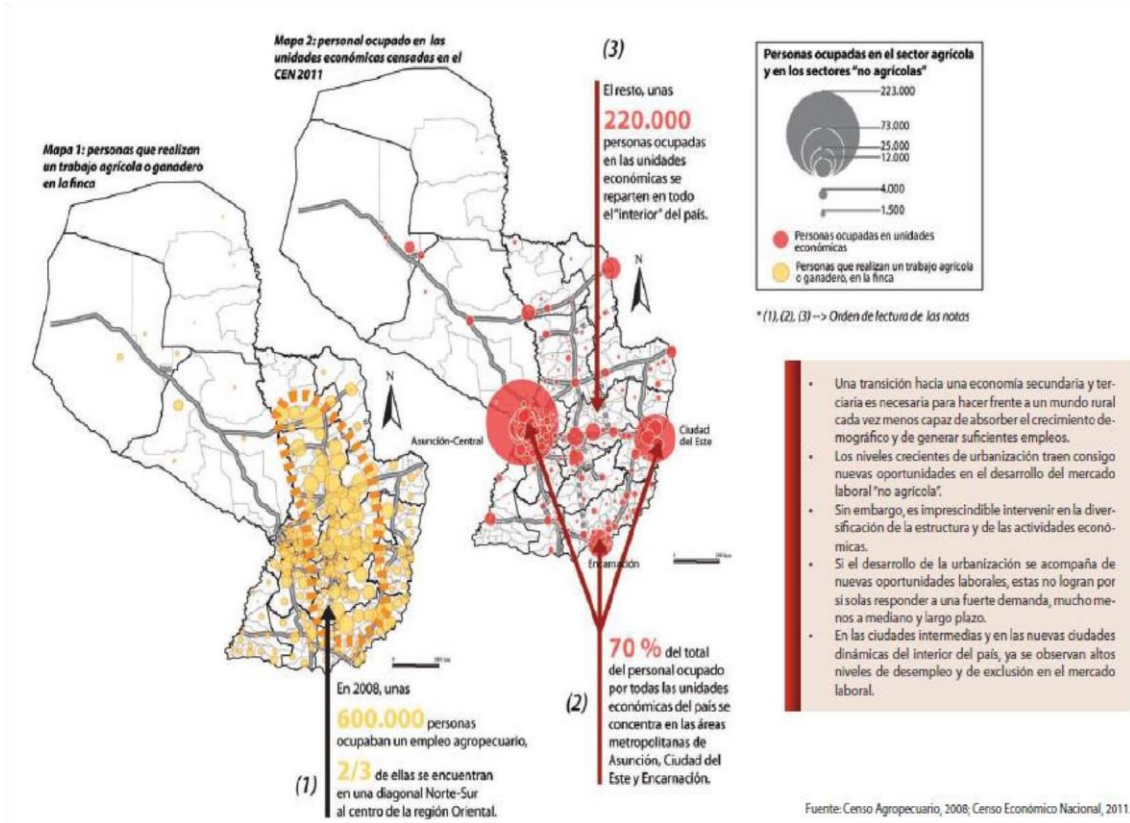 Mapa 1: personas que realizan
un trabajo agrícola o ganadero
en la finca
Mapa 2: personal ocupado en las
unidades económicas censadas en el
CEN 2011
(3)
El resto, unas
220.000
personas ocupadas
en las unidades
económicas se
reparten en todo
el "interior" del país.
Personas ocupadas en el sector agrícola
y en los sectores "no agrícolas"
223.000
73.000
25.000
12.000
4.000
1.500
Personas ocupadas en unidades
económicas
Personas que realizan un trabajo agrícola
o ganadero, en la finca
* (1), (2), (3) --> Orden de lectura de las notas
N
N
Asunción-Central
Ciudad
del Este
Encarnación
• Una transición hacia una economía secundaria y ter-
ciaria es necesaria para hacer frente a un mundo rural
cada vez menos capaz de absorber el crecimiento de-
mográfico y de generar suficientes empleos.
• Los niveles crecientes de urbanización traen consigo
nuevas oportunidades en el desarrollo del mercado
laboral "no agrícola".
• Sin embargo, es imprescindible intervenir en la diver-
sificación de la estructura y de las actividades econó-
micas.
• Si el desarrollo de la urbanización se acompaña de
nuevas oportunidades laborales, estas no logran por
sí solas responder a una fuerte demanda, mucho me-
nos a mediano y largo plazo.
• En las ciudades intermedias y en las nuevas ciudades
dinámicas del interior del país, ya se observan altos
niveles de desempleo y de exclusión en el mercado
laboral.
(1)
En 2008, unas
600.000 personas
ocupaban un empleo agropecuario,
2/3 de ellas se encuentran
en una diagonal Norte-Sur
al centro de la región Oriental.
(2)
70 % del total
del personal ocupado
por todas las unidades
económicas del país se
concentra en las áreas
metropolitanas de
Asunción, Ciudad del
Este y Encarnación.
Fuente: Censo Agropecuario, 2008; Censo Económico Nacional, 2011